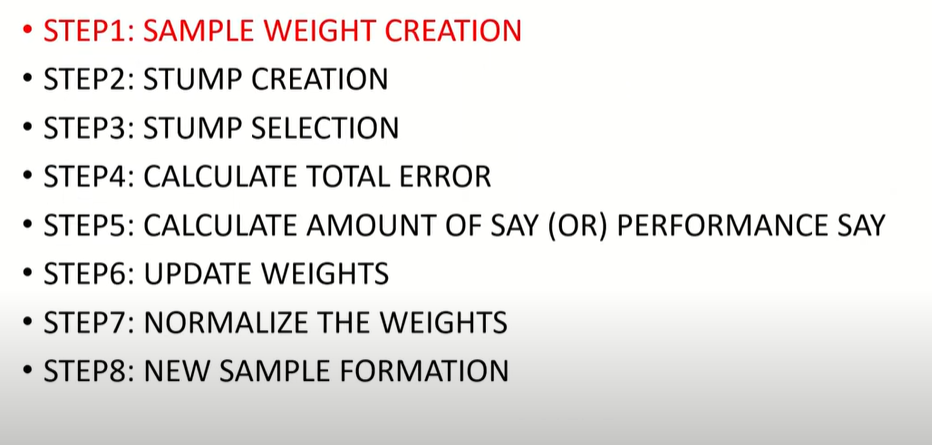 • STEP1: SAMPLE WEIGHT CREATION
• STEP2: STUMP CREATION
• STEP3: STUMP SELECTION
• STEP4: CALCULATE TOTAL ERROR
• STEP5: CALCULATE AMOUNT OF SAY (OR) PERFORMANCE SAY
• STEP6: UPDATE WEIGHTS
• STEP7: NORMALIZE THE WEIGHTS
• STEP8: NEW SAMPLE FORMATION